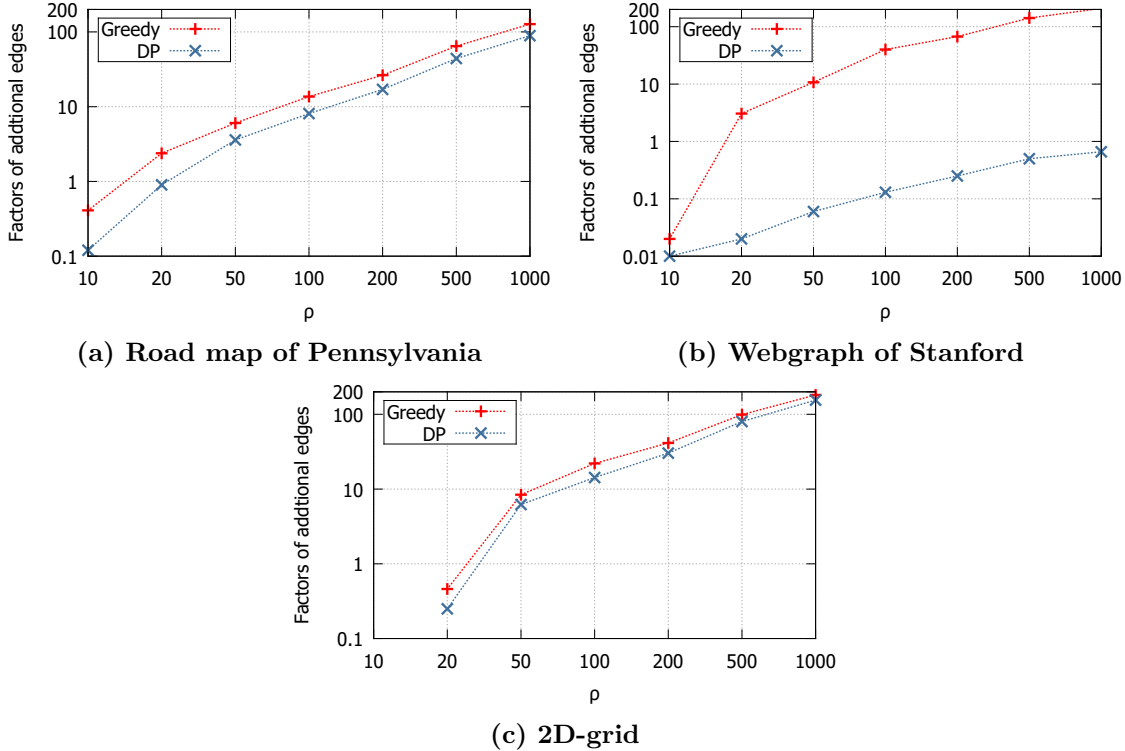 Factors of addtional edges
200
100
10
1
0.1
Greedy
DP
10 20 50 100 200 500 1000
ρ
(a) Road map of Pennsylvania
Factors of addtional edges
200
100
10
1
0.1
0.01
Greedy
DP
10 20 50 100 200 500 1000
ρ
(b) Webgraph of Stanford
Factors of addtional edges
200
100
10
1
0.1
Greedy
DP
10 20 50 100 200 500 1000
ρ
(c) 2D-grid